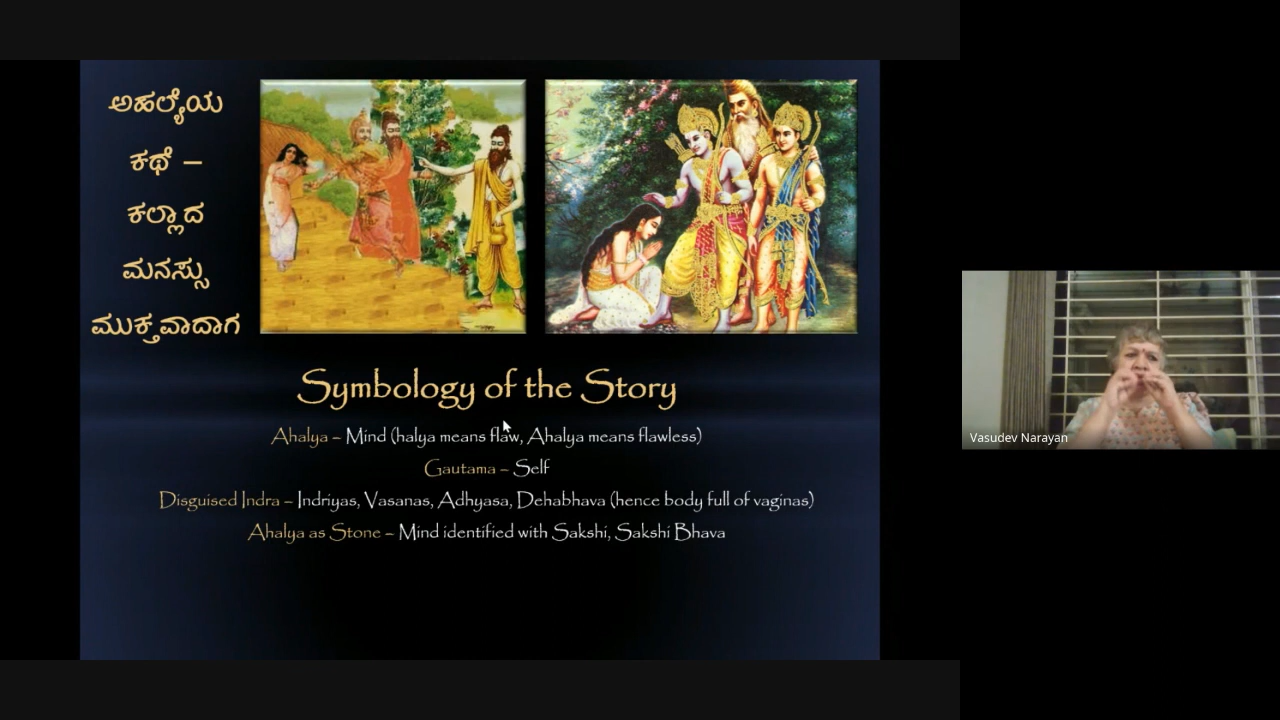 ಅಹಲ್ಯೆಯ
ಕಥೆ –
ಕಲ್ಲಾದ
ಮನಸ್ಸು
ಮುಕ್ತವಾದಾಗ
Symbology of the Story
Ahalya – Mind (halya means flaw, Ahalya means flawless)
Gautama – Self
Disguised Indra – Indriyas, Vasanas, Adhyasa, Dehabhava (hence body full of vaginas)
Ahalya as Stone – Mind identified with Sakshi, Sakshi Bhava
Vasudev Narayan